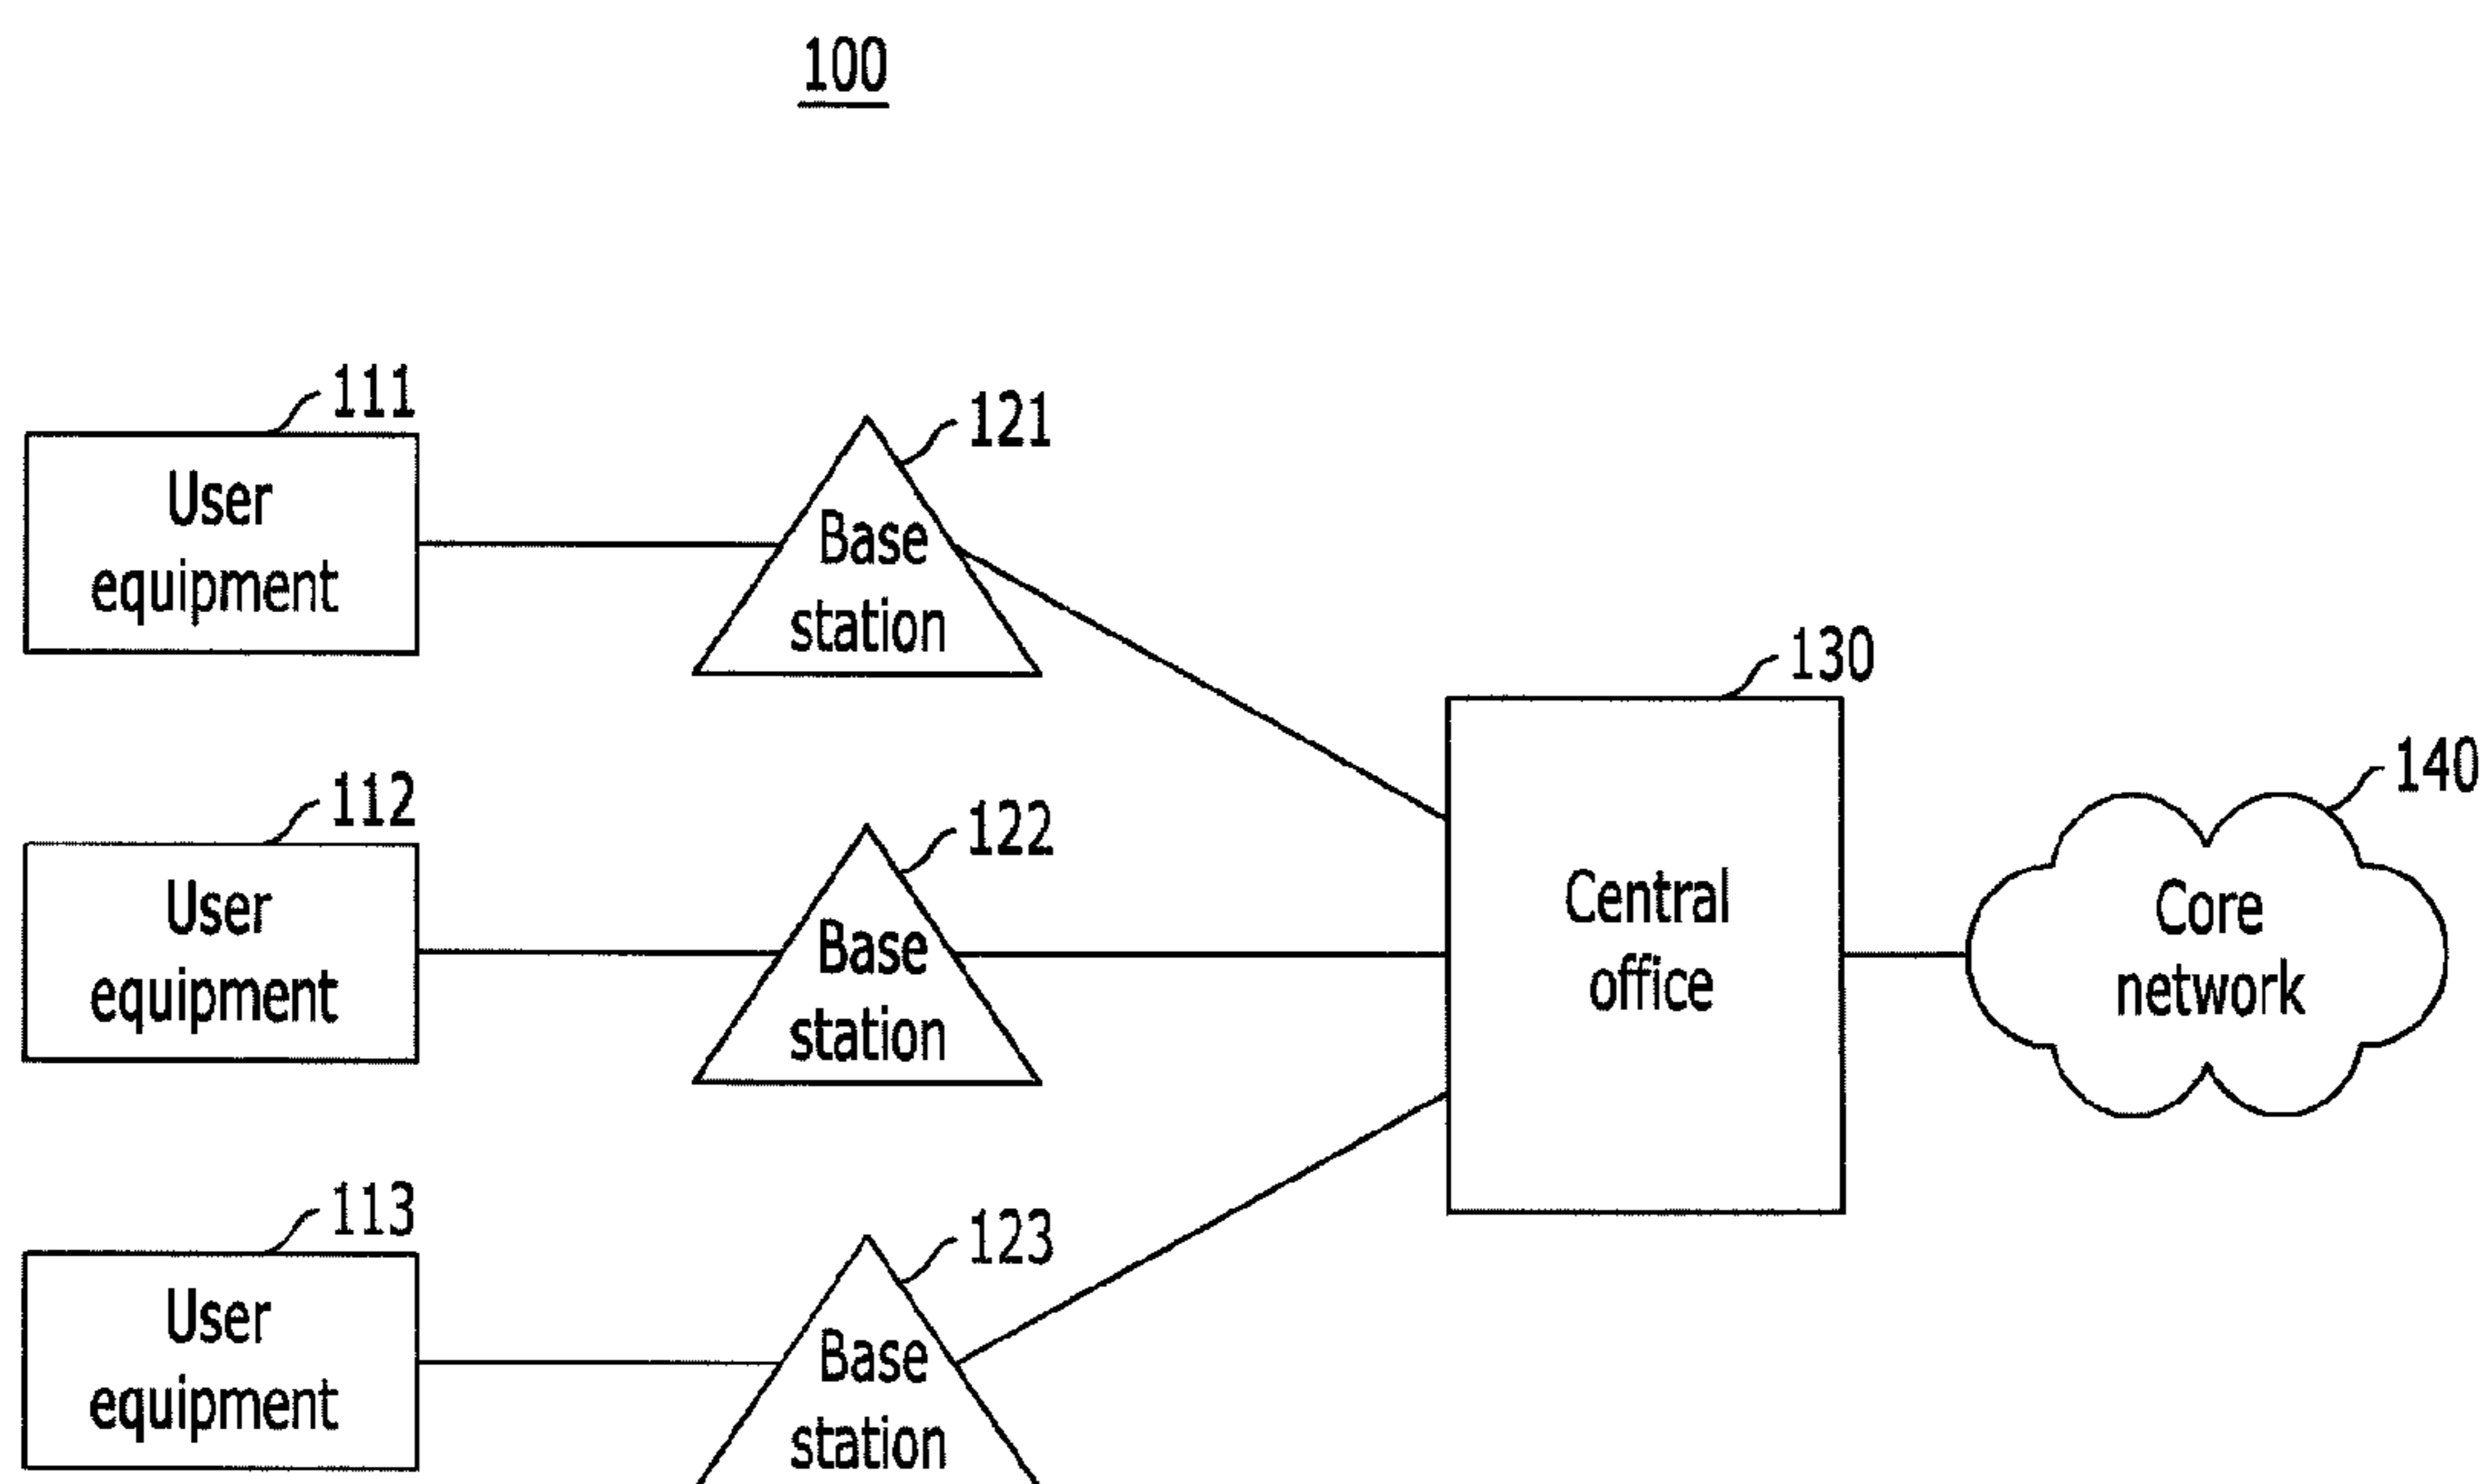 100
111
User
equipment
121
Base
station
130
Central
office
140
Core
network
112
User
equipment
122
Base
station
113
User
equipment
123
Base
station